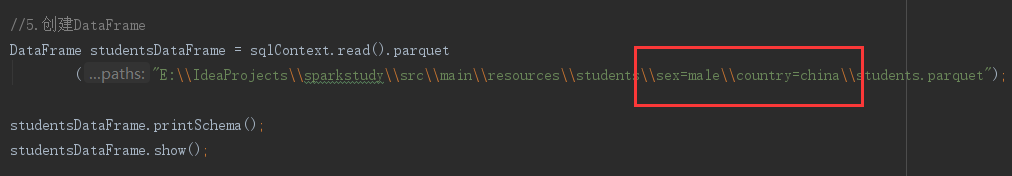 //5.创建DataFrame
DataFrame studentsDataFrame = sqlContext.read().parquet
(...paths: "E:\\IdeaProjects\\sparkstudy\\src\\main\\resources\\students\\sex=male\\country=china\\students.parquet");
studentsDataFrame.printSchema();
studentsDataFrame.show();